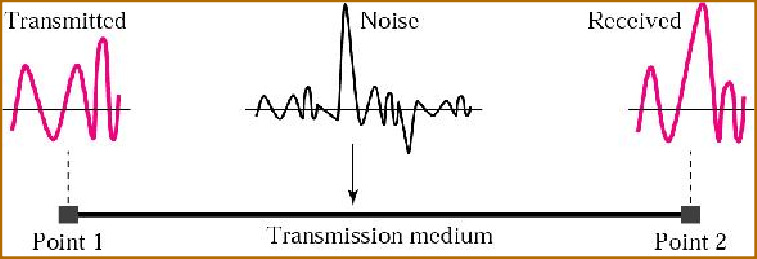 Transmitted
Noise
Received
Point 1
Transmission medium
Point 2